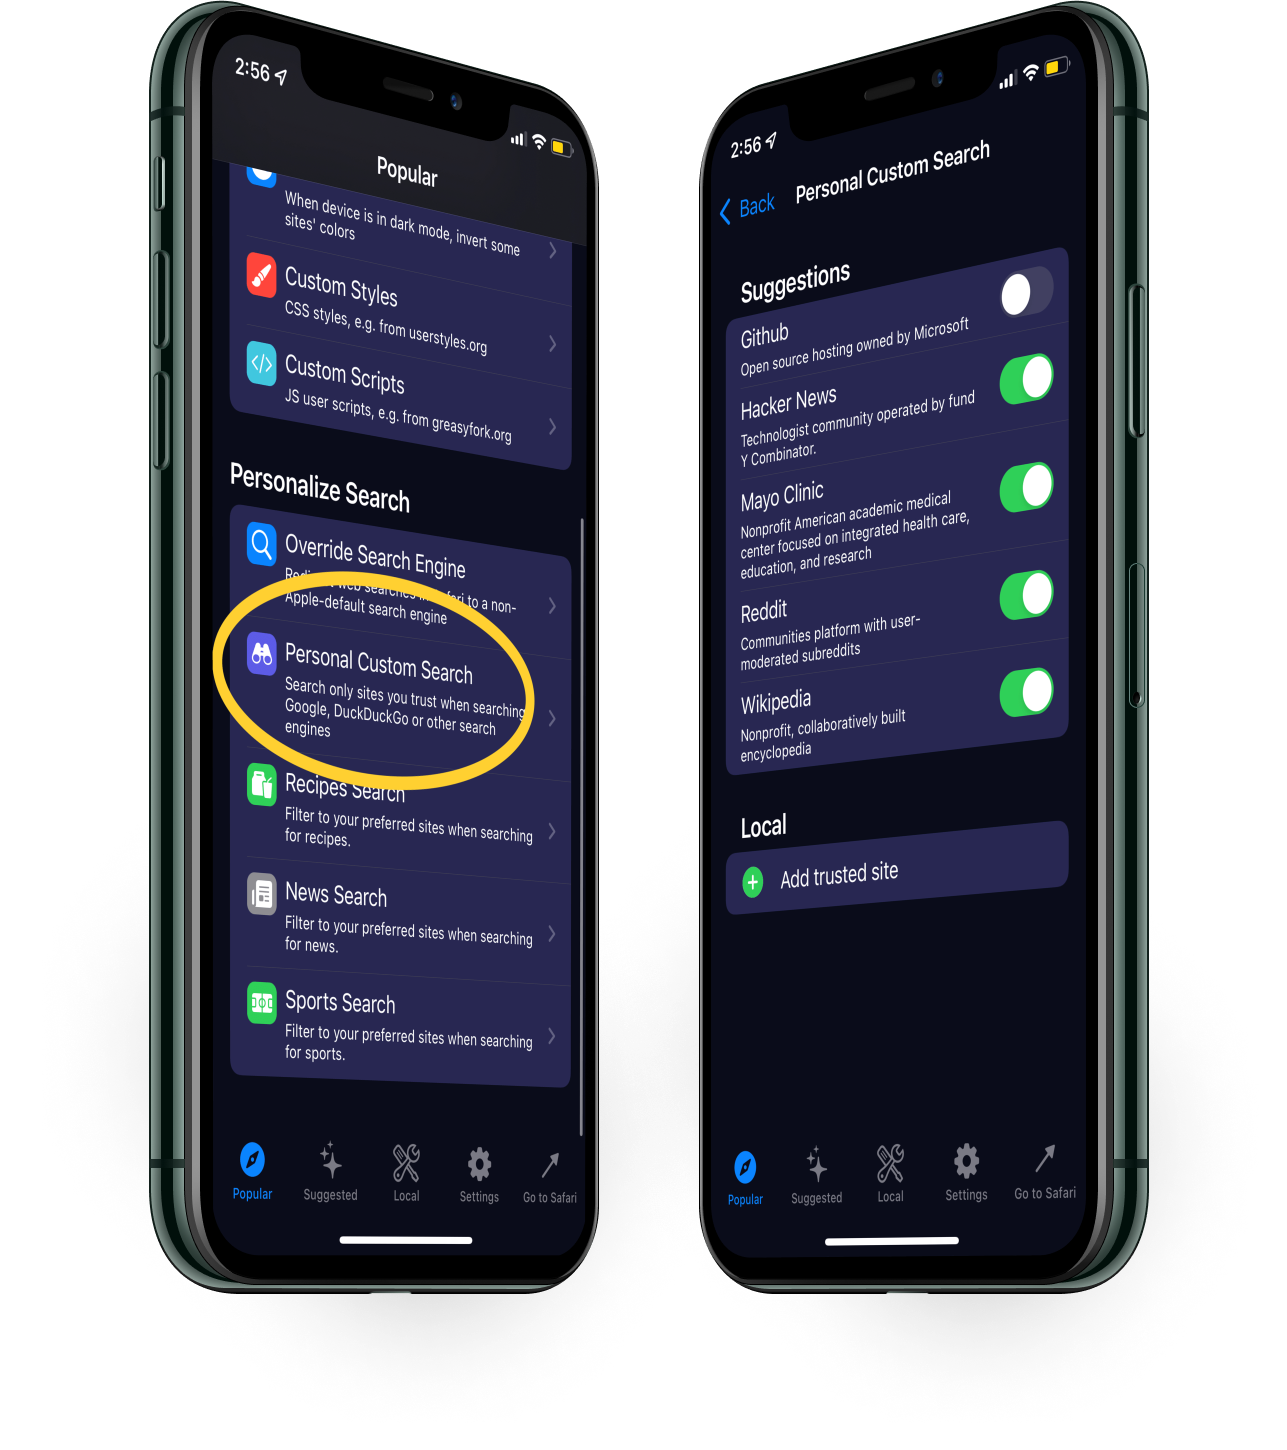 2:56
Popular
When device is in dark mode, invert some
sites' colors
Custom Styles
CSS styles, e.g. from userstyles.org
Custom Scripts
JS user scripts, e.g. from greasyfork.org
Personalize Search
Override Search Engine
web searches in Safari to a non-
Apple-default search engine
Personal Custom Search
Search only sites you trust when searching
Google, DuckDuckGo or other search
engines
Recipes Search
Filter to your preferred sites when searching
for recipes.
News Search
Filter to your preferred sites when searching
for news.
Sports Search
Filter to your preferred sites when searching
for sports.
Popular
Suggested
Local
Settings
Go to Safari
2:56
Back
Personal Custom Search
Suggestions
Github
Open source hosting owned by Microsoft
Hacker News
Technologist community operated by fund
Y Combinator.
Mayo Clinic
Nonprofit American academic medical
center focused on integrated health care,
education, and research
Reddit
Communities platform with user-
moderated subreddits
Wikipedia
Nonprofit, collaboratively built
encyclopedia
Local
Add trusted site
Popular
Suggested
Local
Settings
Go to Safari